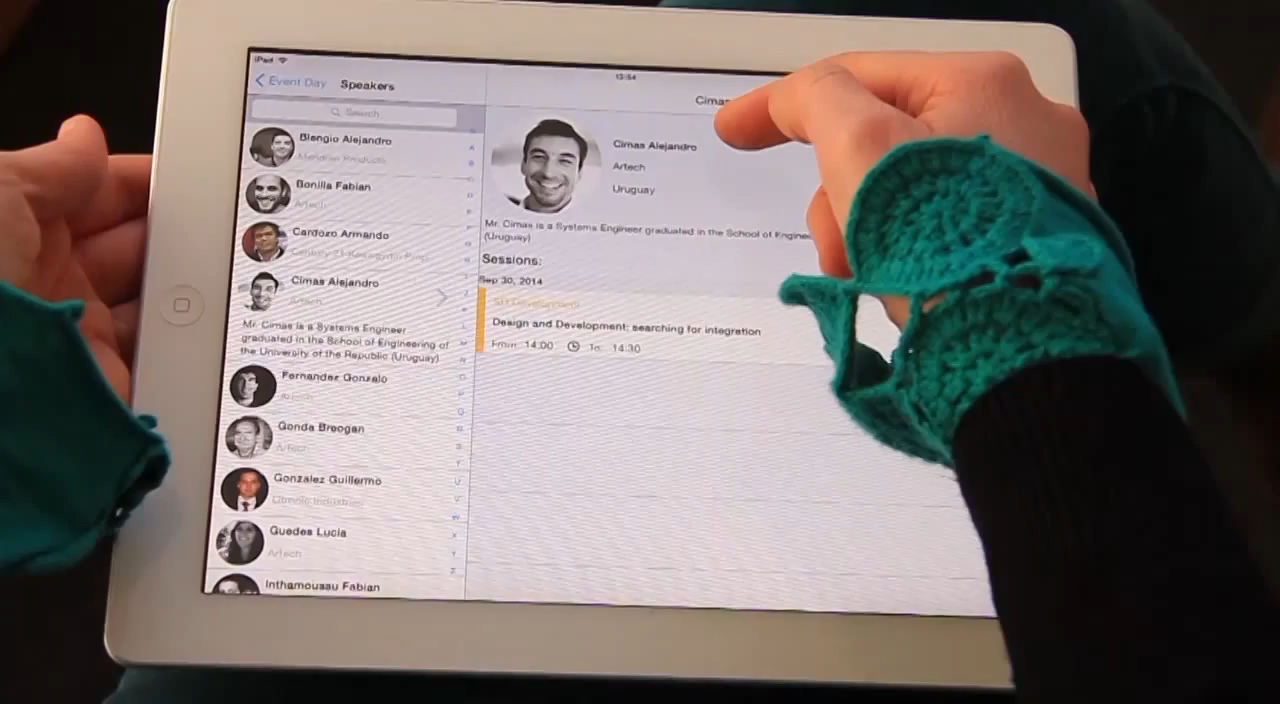 iPad
13:54
Event Day
Speakers
Search
Blengio Alejandro
Bonilla Fabian
Artech
Cardozo Armando
Cimas Alejandro
Artech
Mr. Cimas is a Systems Engineer
graduated in the School of Engineering of
the University of the Republic (Uruguay)
Fernandez Gonzalo
Artech
Gonda Breogan
Artech
Gonzalez Guillermo
Guedes Lucia
Artech
Inthamoussu Fabian
Cimas
Cimas Alejandro
Artech
Uruguay
Mr. Cimas is a Systems Engineer graduated in the School of Enginee
(Uruguay)
Sessions:
Sep 30, 2014
Design and Development: searching for integration
From: 14:00 To: 14:30